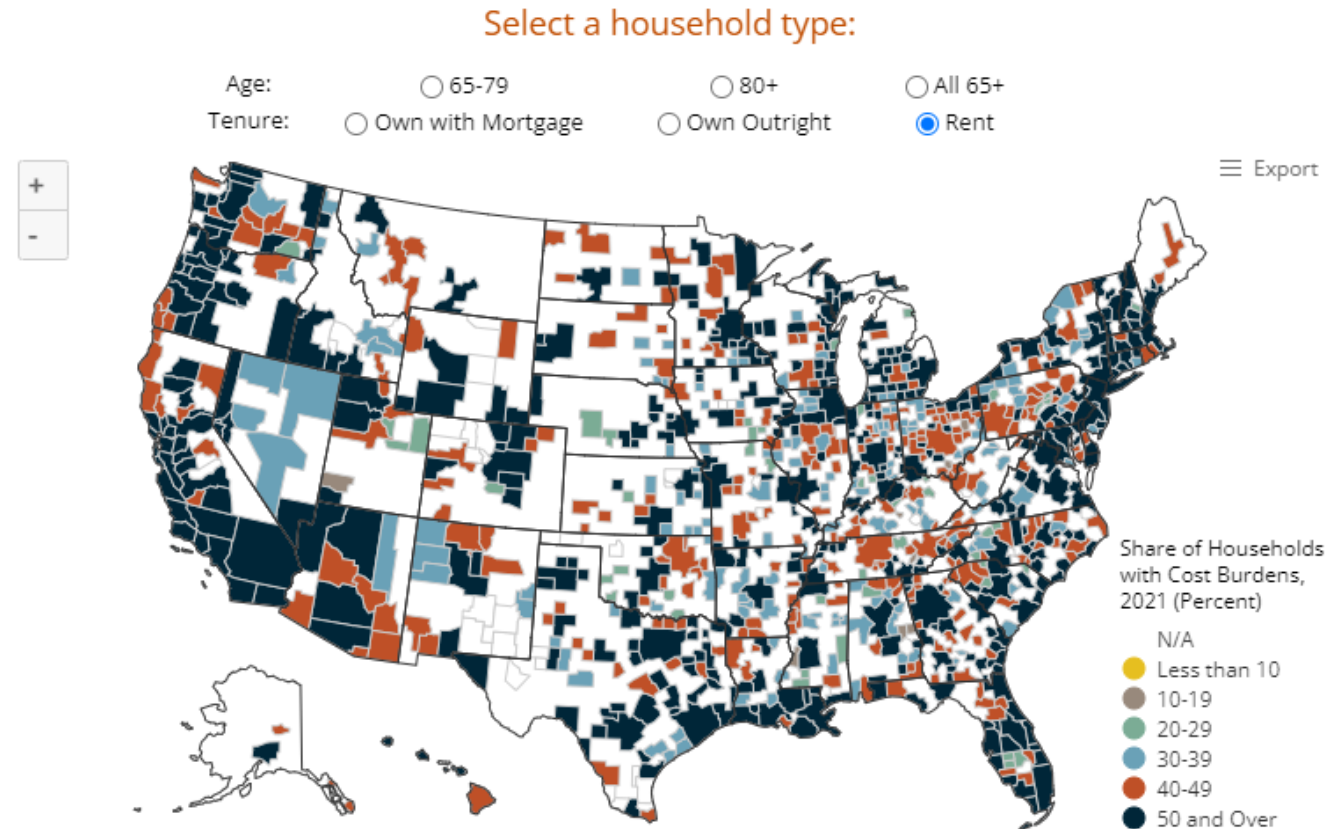 Select a household type:
Age: 65-79 80+ All 65+
Tenure: Own with Mortgage Own Outright Rent
+
-
Export
Share of Households
with Cost Burdens,
2021 (Percent)
N/A
Less than 10
10-19
20-29
30-39
40-49
50 and Over